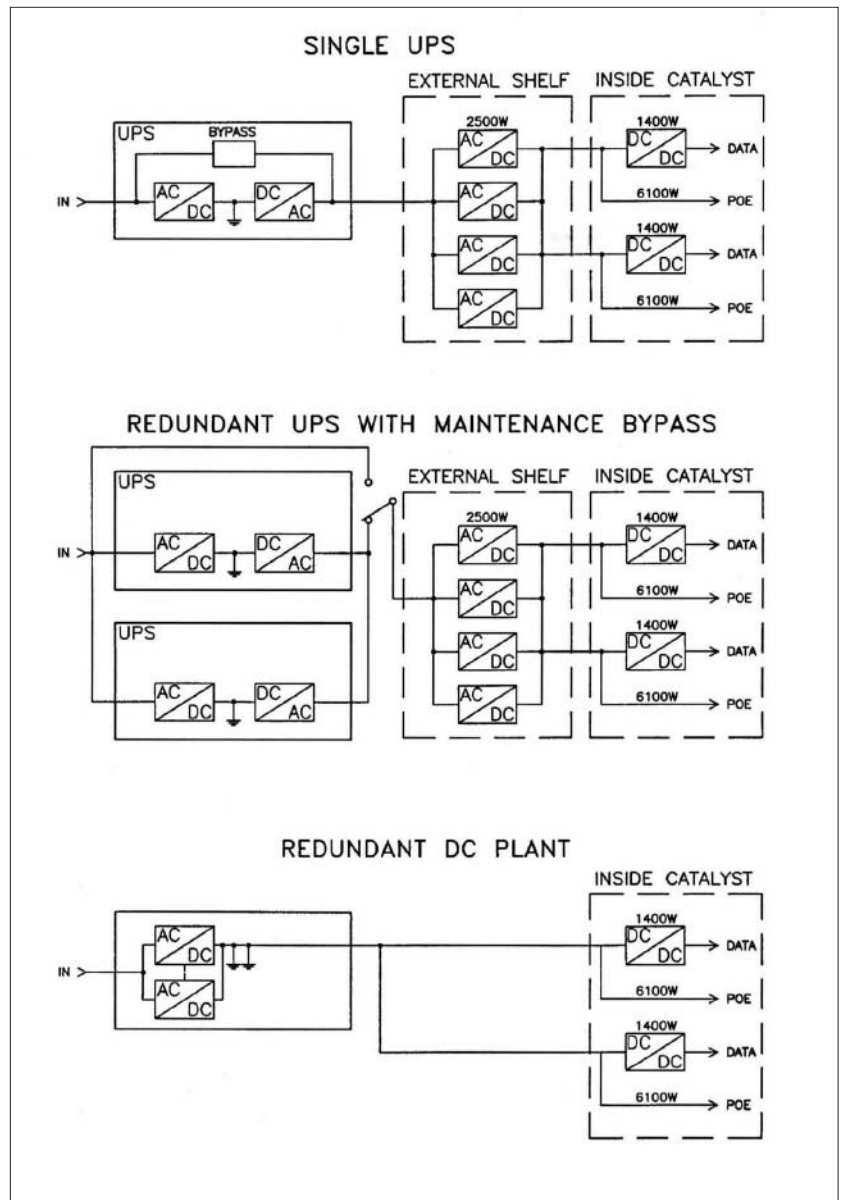 SINGLE UPS
EXTERNAL SHELF
INSIDE CATALYST
UPS
BYPASS
IN
AC
DC
DC
AC
2500W
AC
DC
AC
DC
AC
DC
AC
DC
1400W
DC
DC
DATA
6100W
POE
1400W
DC
DC
DATA
6100W
POE
REDUNDANT UPS WITH MAINTENANCE BYPASS
EXTERNAL SHELF
INSIDE CATALYST
UPS
IN
AC
DC
DC
AC
UPS
AC
DC
DC
AC
2500W
AC
DC
AC
DC
AC
DC
AC
DC
1400W
DC
DC
DATA
6100W
POE
1400W
DC
DC
DATA
6100W
POE
REDUNDANT DC PLANT
INSIDE CATALYST
IN
AC
DC
AC
DC
1400W
DC
DC
DATA
6100W
POE
1400W
DC
DC
DATA
6100W
POE